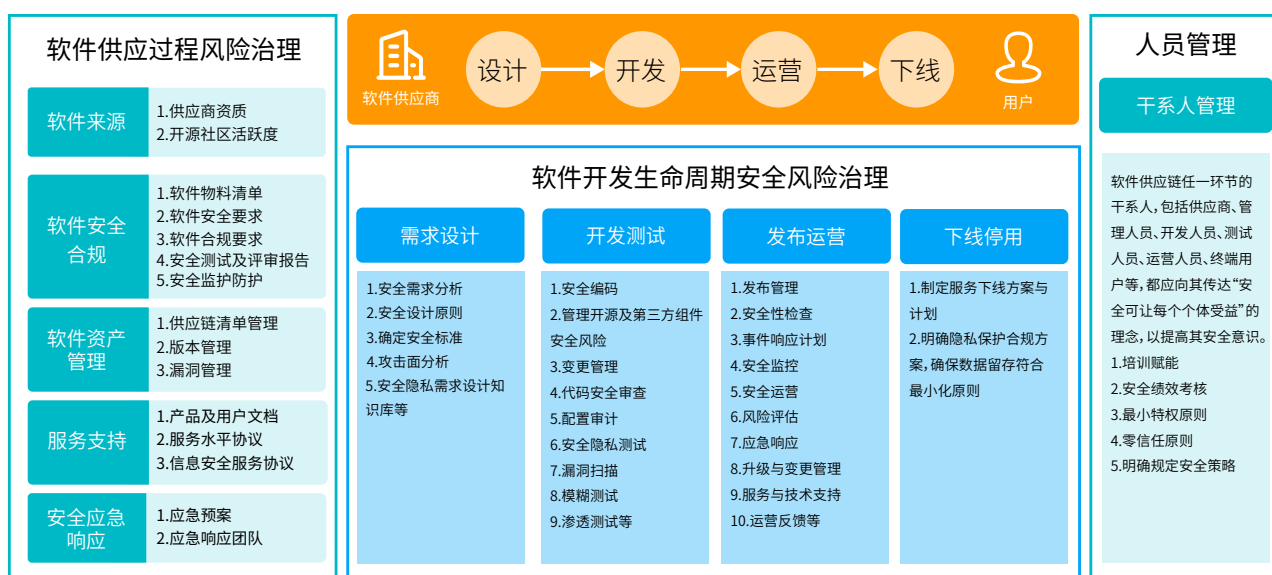 软件供应过程风险治理
软件来源
1.供应商资质
2.开源社区活跃度
软件安全
合规
1.软件物料清单
2.软件安全要求
3.软件合规要求
4.安全测试及评审报告
5.安全监护防护
软件资产
管理
1.供应链清单管理
2.版本管理
3.漏洞管理
服务支持
1.产品及用户文档
2.服务水平协议
3.信息安全服务协议
安全应急
响应
1.应急预案
2.应急响应团队
软件供应商
设计
开发
运营
下线
用户
软件开发生命周期安全风险治理
需求设计
1.安全需求分析
2.安全设计原则
3.确定安全标准
4.攻击面分析
5.安全隐私需求设计知
识库等
开发测试
1.安全编码
2.管理开源及第三方组件
安全风险
3.变更管理
4.代码安全审查
5.配置审计
6.安全隐私测试
7.漏洞扫描
8.模糊测试
9.渗透测试等
发布运营
1.发布管理
2.安全性检查
3.事件响应计划
4.安全监控
5.安全运营
6.风险评估
7.应急响应
8.升级与变更管理
9.服务与技术支持
10.运营反馈等
下线停用
1.制定服务下线方案与
计划
2.明确隐私保护合规方
案,确保数据留存符合
最小化原则
人员管理
干系人管理
软件供应链任一环节的
干系人,包括供应商、管
理人员、开发人员、测试
人员、运营人员、终端用
户等,都应向其传达“安
全可让每个个体受益”的
理念,以提高其安全意识。
1.培训赋能
2.安全绩效考核
3.最小特权原则
4.零信任原则
5.明确规定安全策略